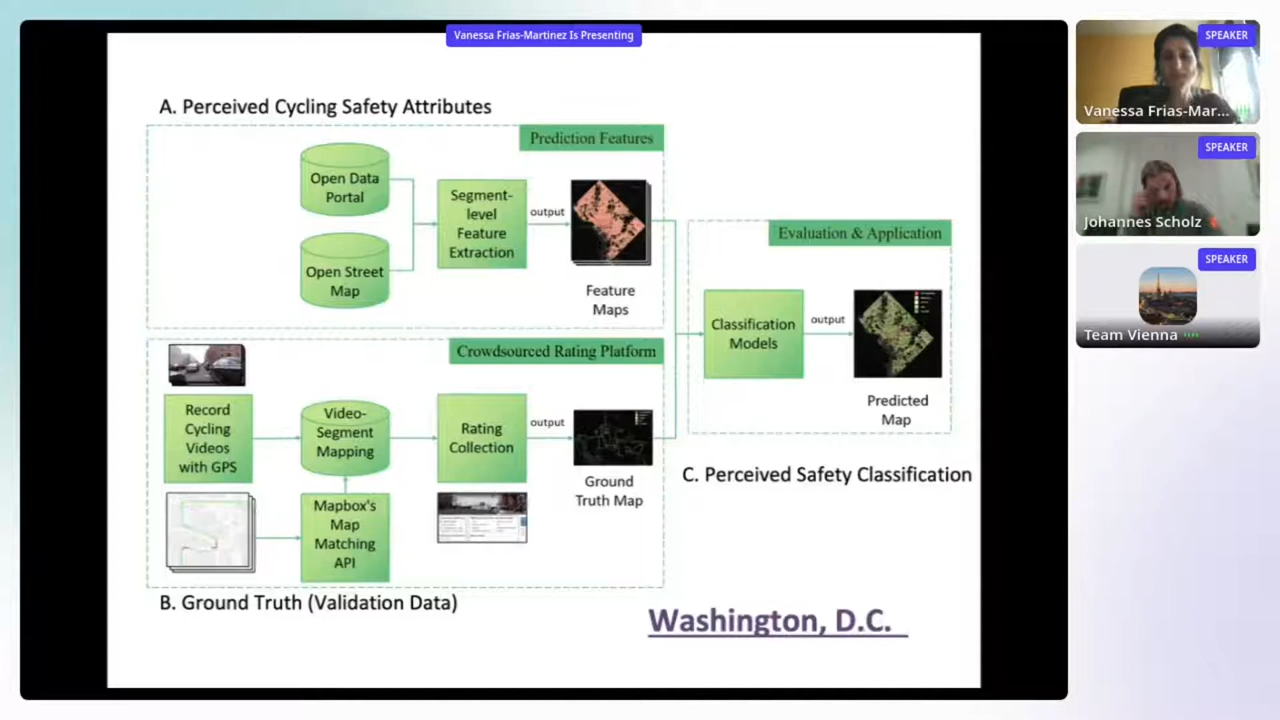 Vanessa Frias-Martinez Is Presenting
A. Perceived Cycling Safety Attributes
Prediction Features
Open Data
Portal
Open Street
Map
Segment-
level
Feature
Extraction
output
Feature
Maps
Evaluation & Application
Classification
Models
output
Predicted
Map
C. Perceived Safety Classification
Crowdsourced Rating Platform
Record
Cycling
Videos
with GPS
Video-
Segment
Mapping
Rating
Collection
output
Ground
Truth Map
Mapbox's
Map
Matching
API
B. Ground Truth (Validation Data)
Washington, D.C.
SPEAKER
Vanessa Frias-Mar...
SPEAKER
Johannes Scholz
SPEAKER
Team Vienna